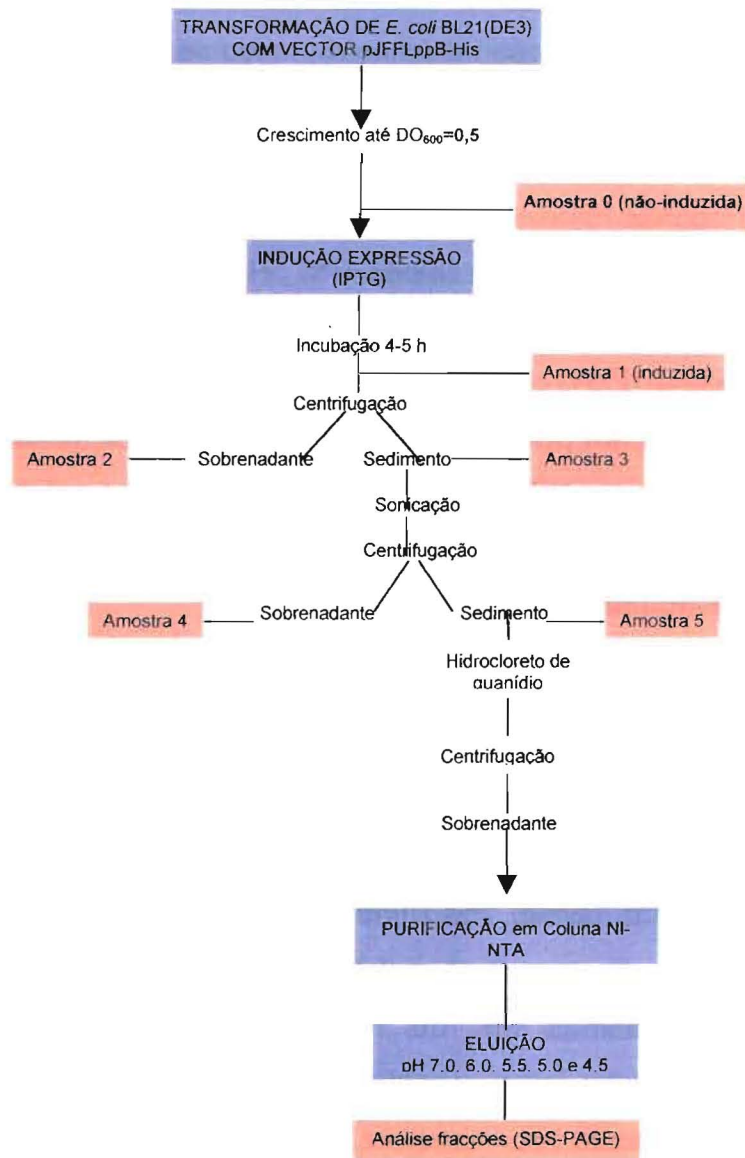 TRANSFORMAÇÃO DE E. coli BL21(DE3)
COM VECTOR pJFFLppB-His
Crescimento até DO₆₀₀=0,5
Amostra 0 (não-induzida)
INDUÇÃO EXPRESSÃO
(IPTG)
Incubação 4-5 h
Amostra 1 (induzida)
Centrifugação
Amostra 2
Sobrenadante
Sedimento
Amostra 3
Sonicação
Centrifugação
Amostra 4
Sobrenadante
Sedimento
Amostra 5
Hidrocloreto de
guanídio
Centrifugação
Sobrenadante
PURIFICAÇÃO em Coluna NI-
NTA
ELUIÇÃO
pH 7.0, 6.0, 5.5, 5.0 e 4.5
Análise fracções (SDS-PAGE)